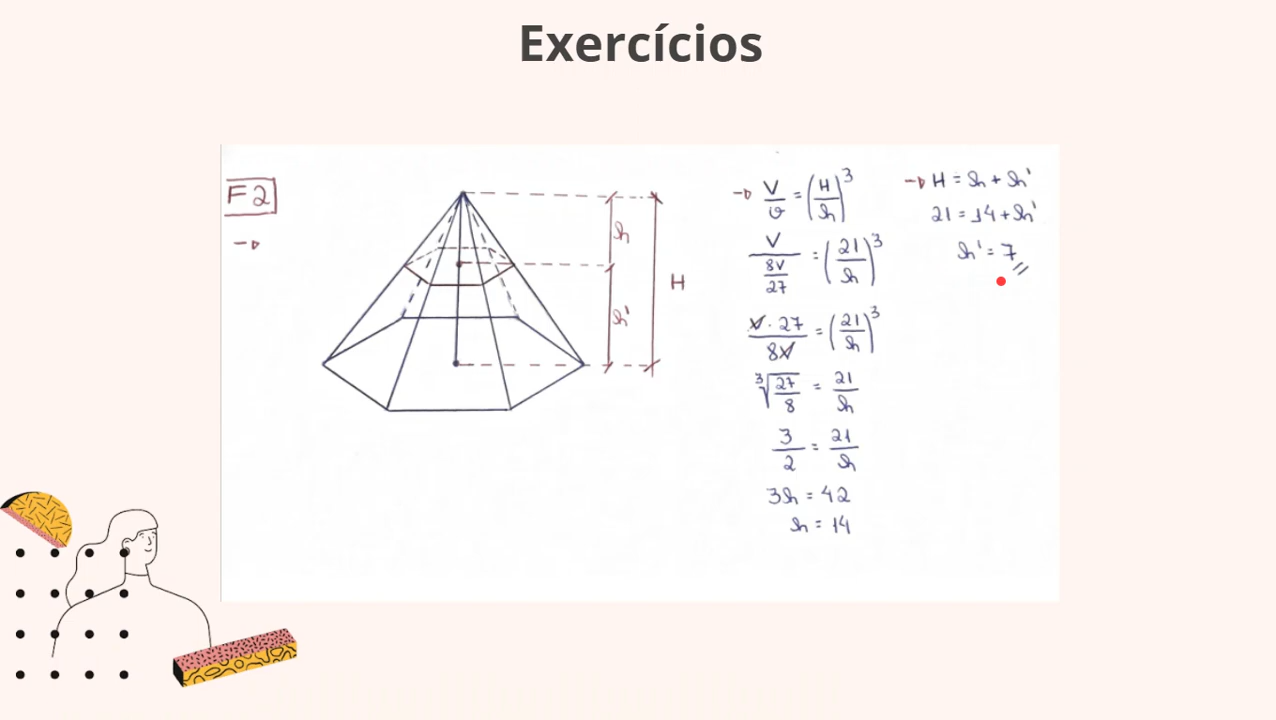 Exercícios
F2
→
h
h'
H
→ V/v = (H/h)³
V/(8V/27) = (21/h)³
V · 27/8V = (21/h)³
³√(27/8) = 21/h
3/2 = 21/h
3h = 42
h = 14
→ H = h + h'
21 = 14 + h'
h' = 7